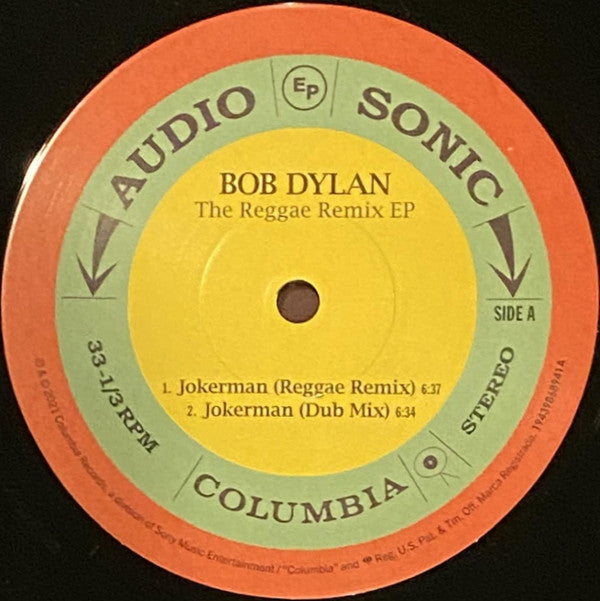 AUDIO
EP
SONIC
BOB DYLAN
The Reggae Remix EP
SIDE A
1. Jokerman (Reggae Remix) 6:37
2. Jokerman (Dub Mix) 6:34
33-1/3 RPM
STEREO
COLUMBIA
℗ & © 2021 Columbia Records, a division of Sony Music Entertainment / "Columbia" and Reg. U.S. Pat. & Tm. Off. Marca Registrada.